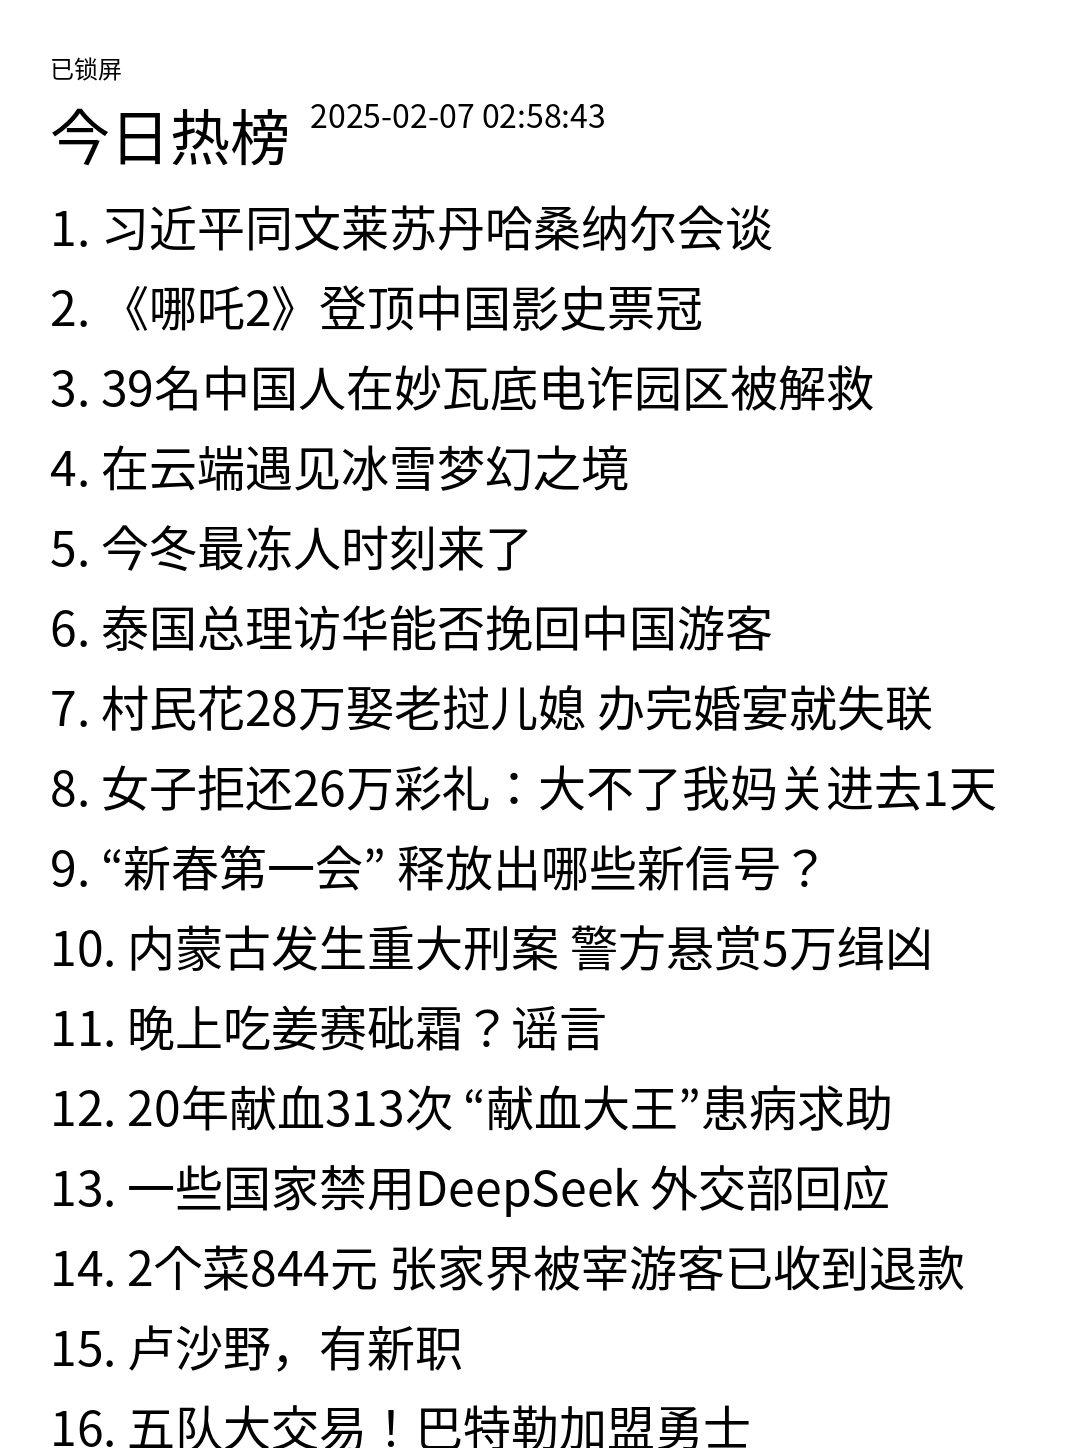 已锁屏
今日热榜 2025-02-07 02:58:43
1. 习近平同文莱苏丹哈桑纳尔会谈
2. 《哪吒2》登顶中国影史票冠
3. 39名中国人在妙瓦底电诈园区被解救
4. 在云端遇见冰雪梦幻之境
5. 今冬最冻人时刻来了
6. 泰国总理访华能否挽回中国游客
7. 村民花28万娶老挝儿媳 办完婚宴就失联
8. 女子拒还26万彩礼：大不了我妈关进去1天
9. “新春第一会” 释放出哪些新信号？
10. 内蒙古发生重大刑案 警方悬赏5万缉凶
11. 晚上吃姜赛砒霜？谣言
12. 20年献血313次 “献血大王”患病求助
13. 一些国家禁用DeepSeek 外交部回应
14. 2个菜844元 张家界被宰游客已收到退款
15. 卢沙野，有新职
16. 五队大交易！巴特勒加盟勇士